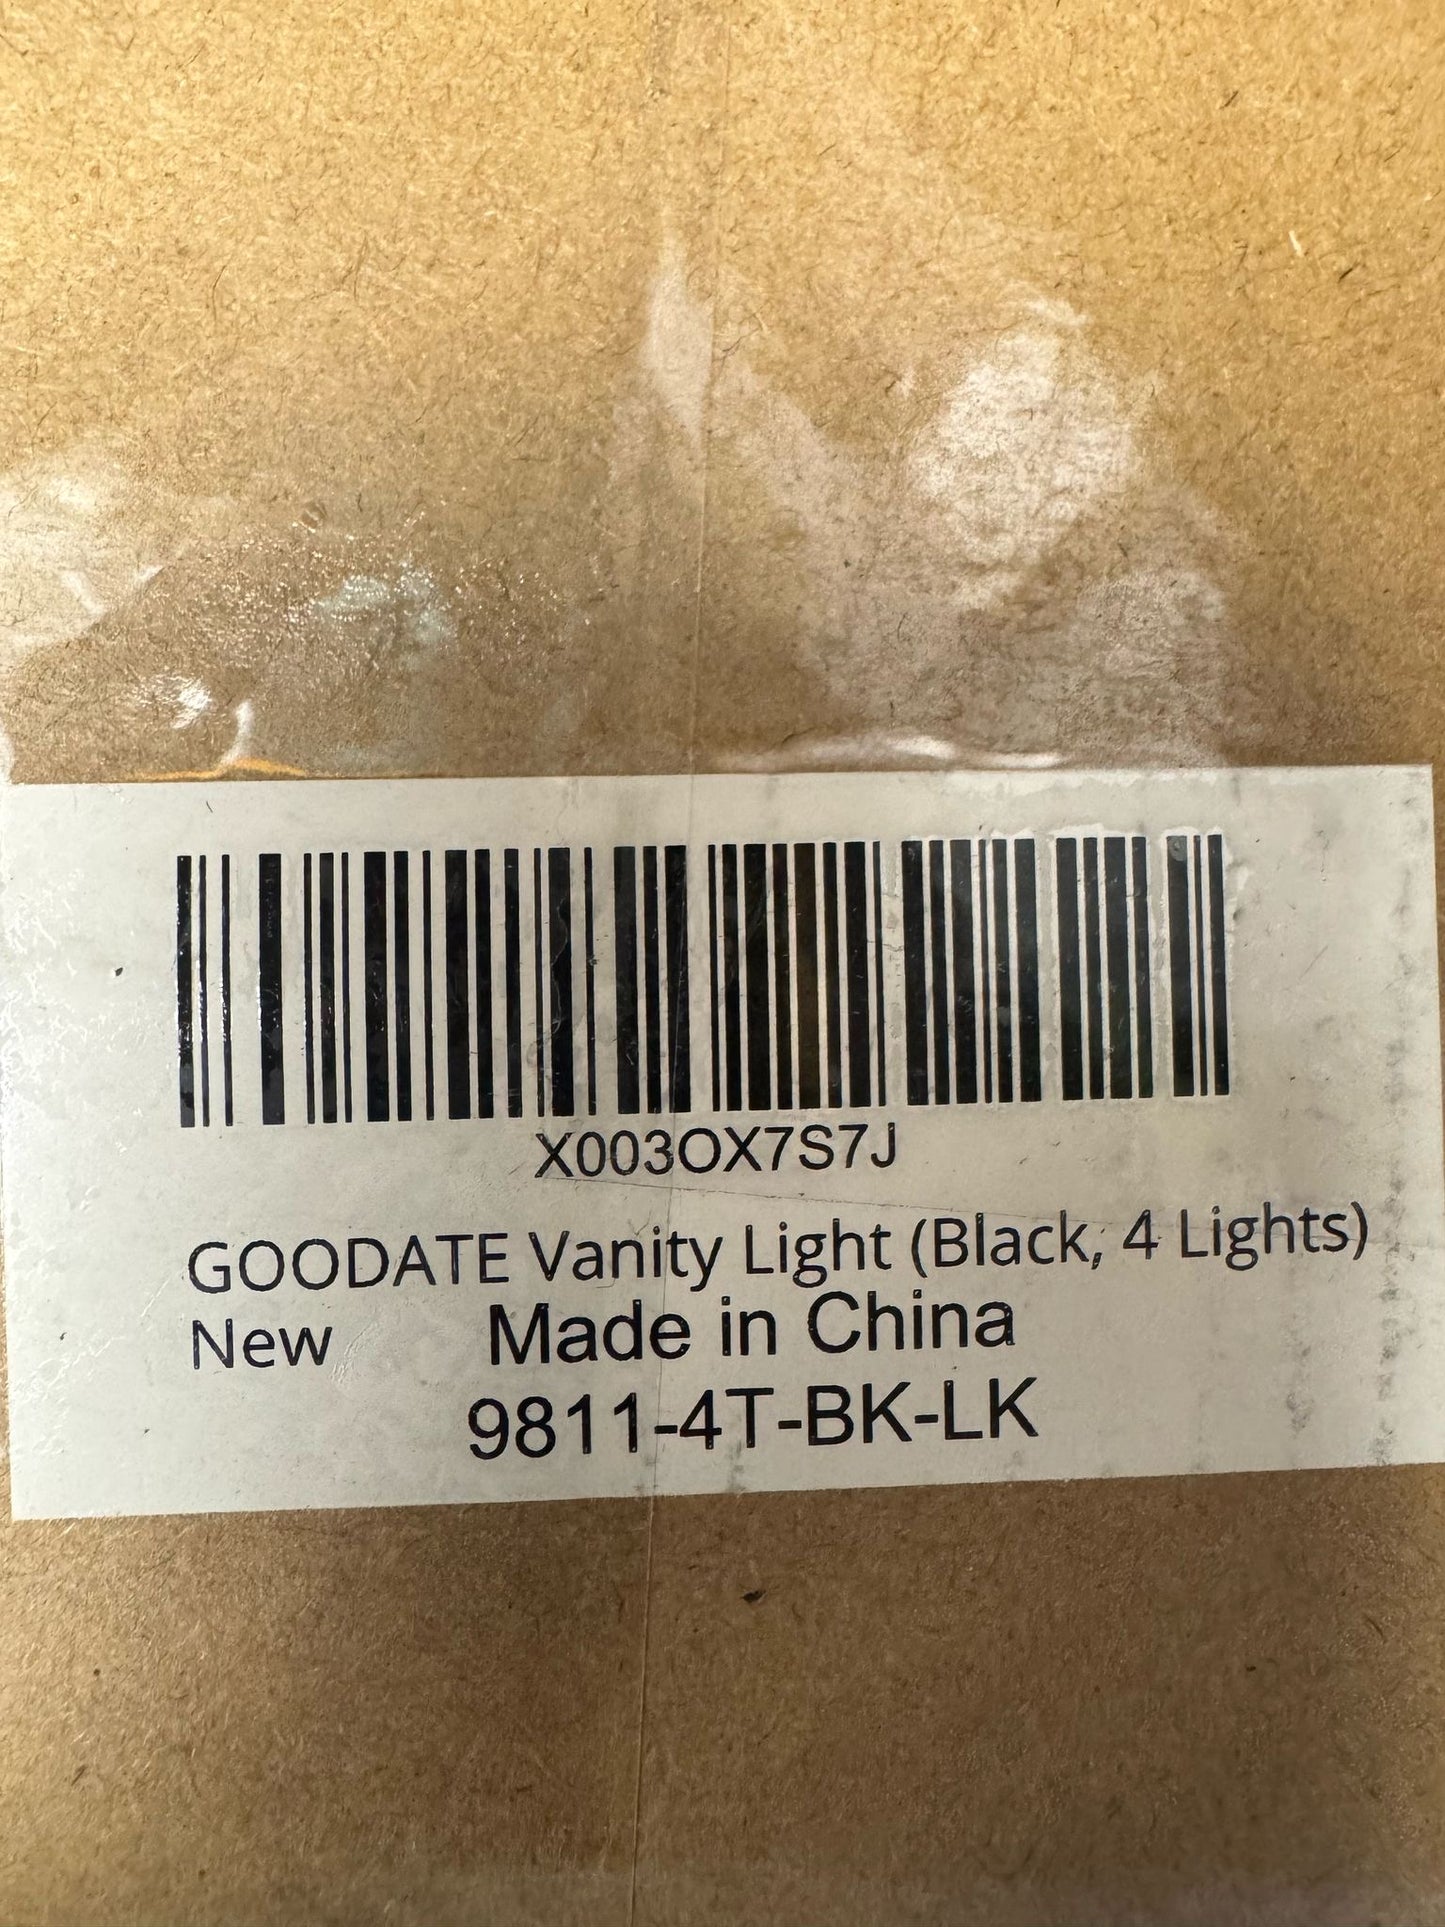 X003OX7S7J
GOODATE Vanity Light (Black, 4 Lights)
New Made in China
9811-4T-BK-LK